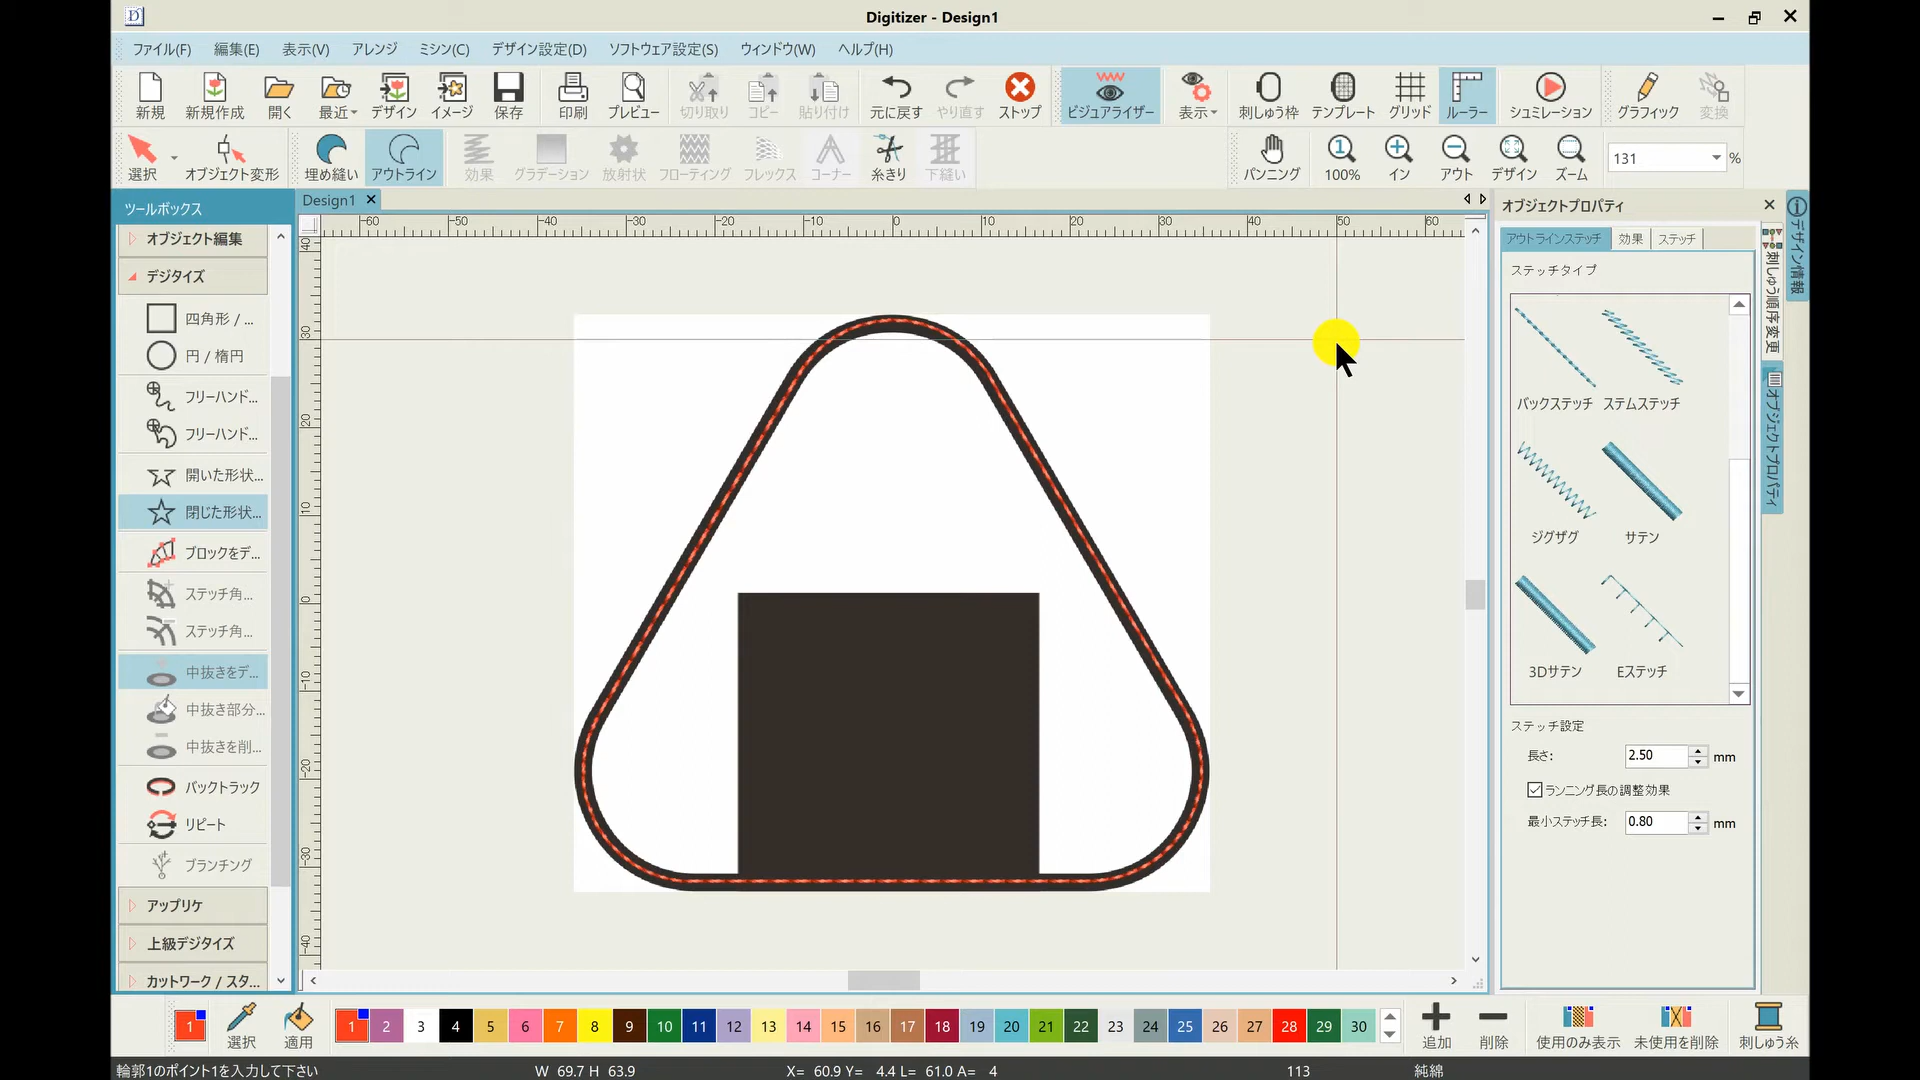 Digitizer - Design1
ファイル(F) 編集(E) 表示(V) アレンジ ミシン(C) デザイン設定(D) ソフトウェア設定(S) ウィンドウ(W) ヘルプ(H)
新規 新規作成 開く 最近 デザイン イメージ 保存 印刷 プレビュー 切り取り コピー 貼り付け 元に戻す やり直す ストップ ビジュアライザー 表示 刺しゅう枠 テンプレート グリッド ルーラー シュミレーション グラフィック 変換
選択 オブジェクト変形 埋め縫い アウトライン 効果 グラデーション 放射状 フローティング フレックス コーナー 糸きり 下縫い パンニング 100% イン アウト デザイン ズーム 131 %
ツールボックス
オブジェクト編集
デジタイズ
四角形 / ...
円 / 楕円
フリーハンド...
フリーハンド...
開いた形状...
閉じた形状...
ブロックをデ...
ステッチ角...
ステッチ角...
中抜きをデ...
中抜き部分...
中抜きを削...
バックトラック
リピート
ブランチング
アップリケ
上級デジタイズ
カットワーク / スタ...
Design1
-60 -50 -40 -30 -20 -10 0 10 20 30 40 50 60
40
30
20
10
0
-10
-20
-30
-40
オブジェクトプロパティ
アウトラインステッチ 効果 ステッチ
ステッチタイプ
バックステッチ ステムステッチ
ジグザグ サテン
3Dサテン Eステッチ
ステッチ設定
長さ: 2.50 mm
ランニング長の調整効果
最小ステッチ長: 0.80 mm
デザイン情報
刺しゅう順序変更
オブジェクトプロパティ
1 選択 適用 1 2 3 4 5 6 7 8 9 10 11 12 13 14 15 16 17 18 19 20 21 22 23 24 25 26 27 28 29 30 追加 削除 使用のみ表示 未使用を削除 刺しゅう糸
輪郭1のポイント1を入力して下さい W 69.7 H 63.9 X= 60.9 Y= 4.4 L= 61.0 A= 4 113 純綿